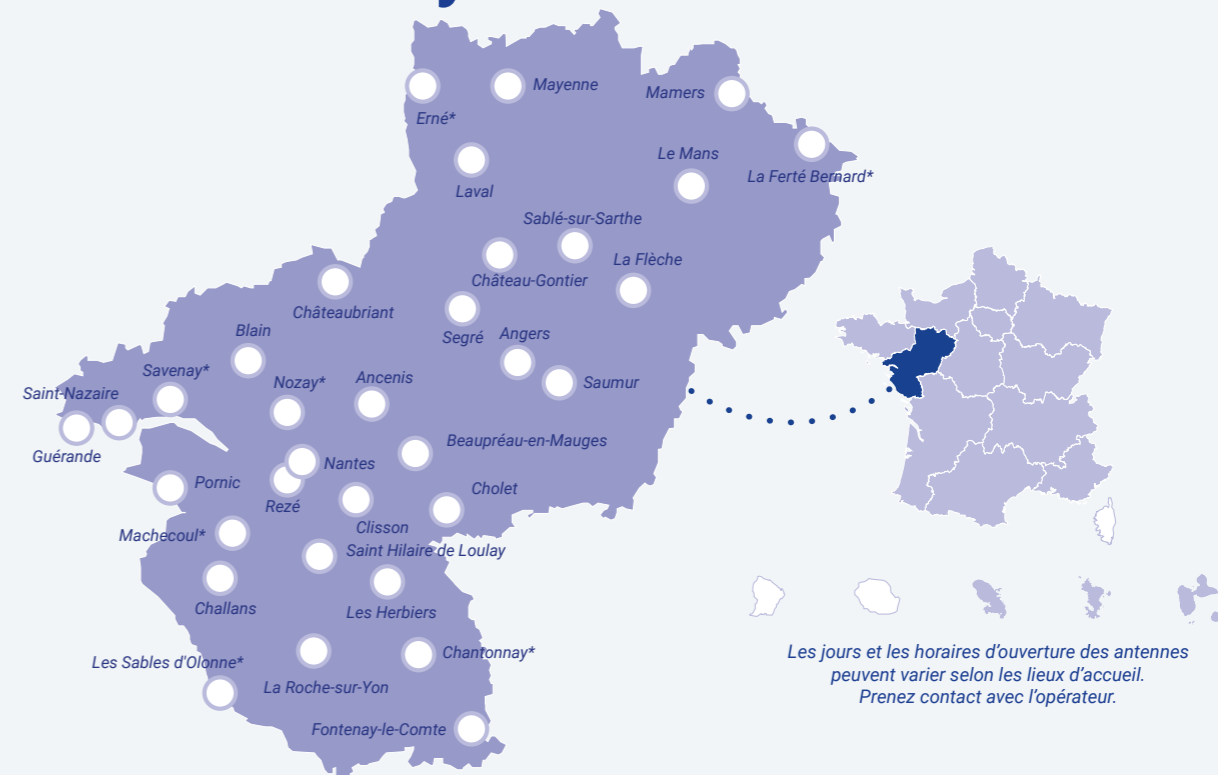 Mayenne
Mamers
Erné*
Le Mans
La Ferté Bernard*
Laval
Sablé-sur-Sarthe
La Flèche
Château-Gontier
Châteaubriant
Blain
Segré
Angers
Savenay*
Nozay*
Ancenis
Saumur
Saint-Nazaire
Guérande
Beaupréau-en-Mauges
Nantes
Pornic
Rezé
Cholet
Clisson
Machecoul*
Saint Hilaire de Loulay
Challans
Les Herbiers
Chantonnay*
Les Sables d'Olonne*
La Roche-sur-Yon
Fontenay-le-Comte
Les jours et les horaires d’ouverture des antennes
peuvent varier selon les lieux d’accueil.
Prenez contact avec l’opérateur.